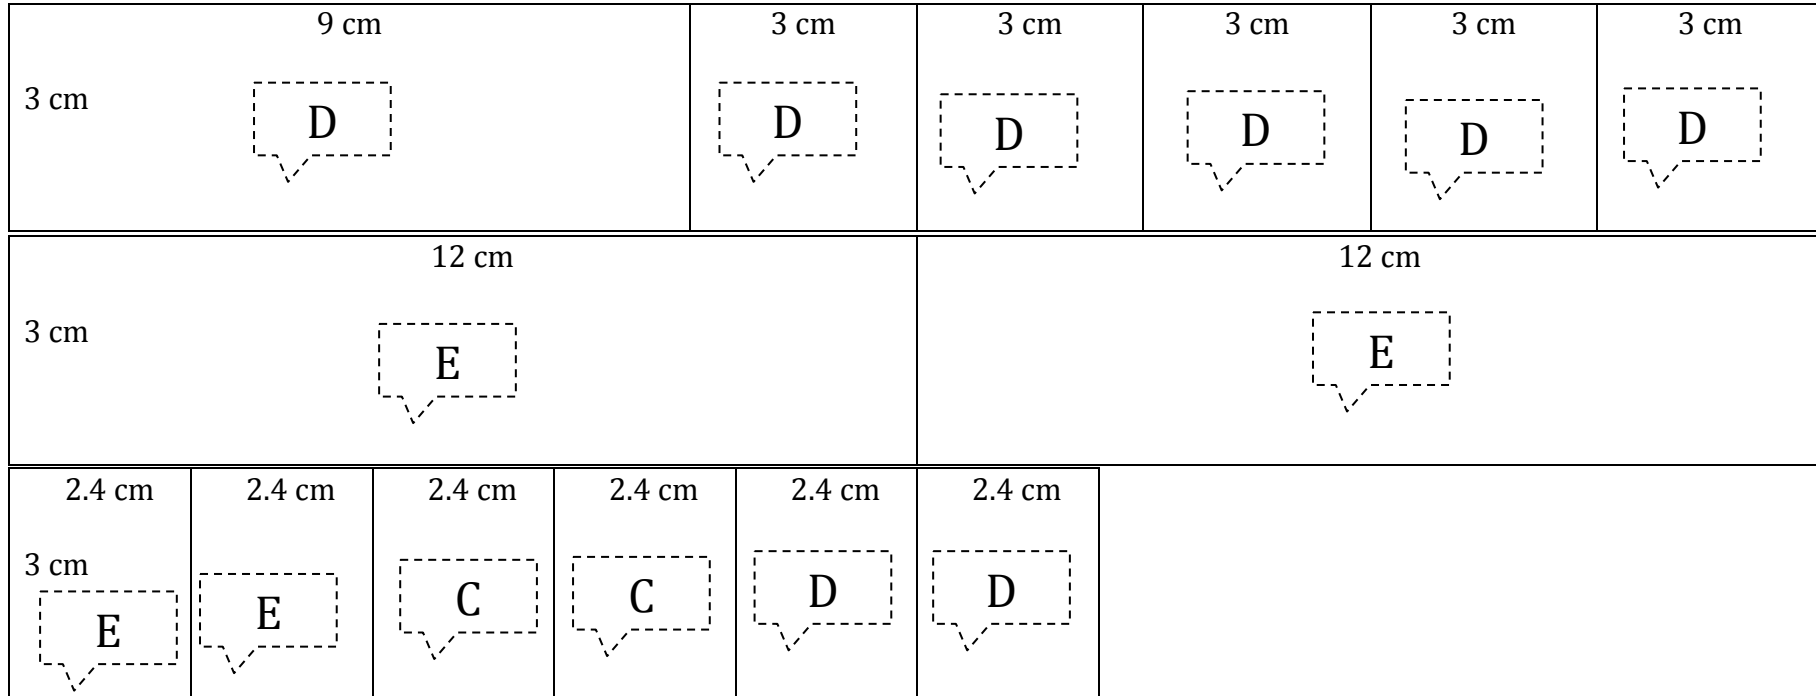 9 cm 3 cm 3 cm 3 cm 3 cm 3 cm
3 cm
D D D D D D
12 cm 12 cm
3 cm
E E
2.4 cm 2.4 cm 2.4 cm 2.4 cm 2.4 cm 2.4 cm
3 cm
E E C C D D